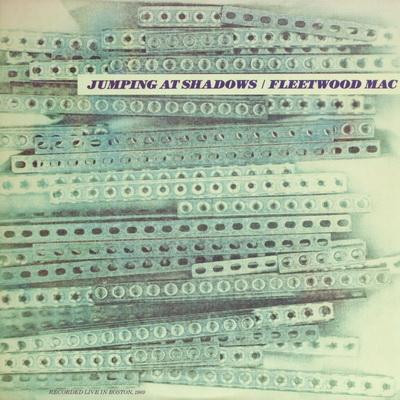 JUMPING AT SHADOWS / FLEETWOOD MAC
RECORDED LIVE IN BOSTON, 1969